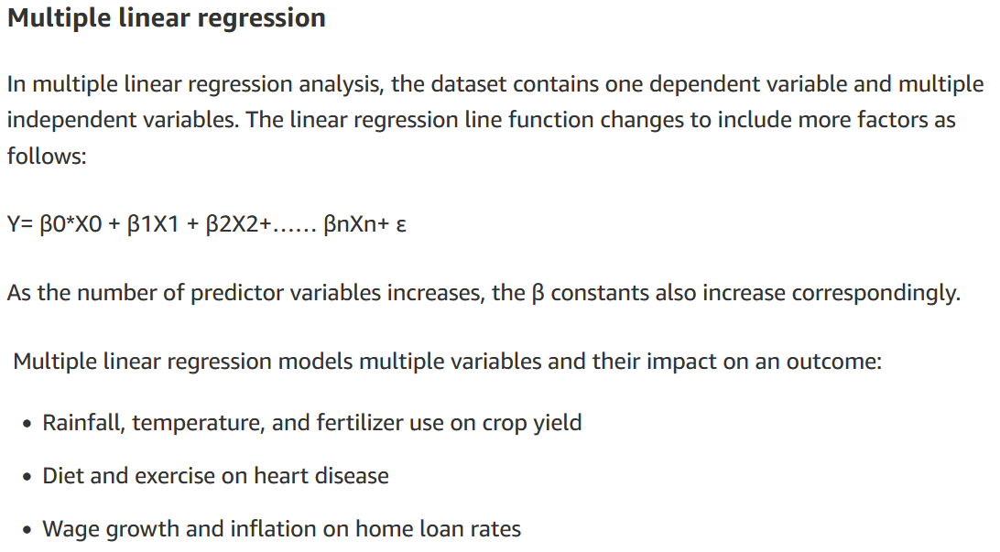 Multiple linear regression
In multiple linear regression analysis, the dataset contains one dependent variable and multiple
independent variables. The linear regression line function changes to include more factors as
follows:
Y= β0*X0 + β1X1 + β2X2+...... βnXn+ ε
As the number of predictor variables increases, the β constants also increase correspondingly.
Multiple linear regression models multiple variables and their impact on an outcome:
• Rainfall, temperature, and fertilizer use on crop yield
• Diet and exercise on heart disease
• Wage growth and inflation on home loan rates